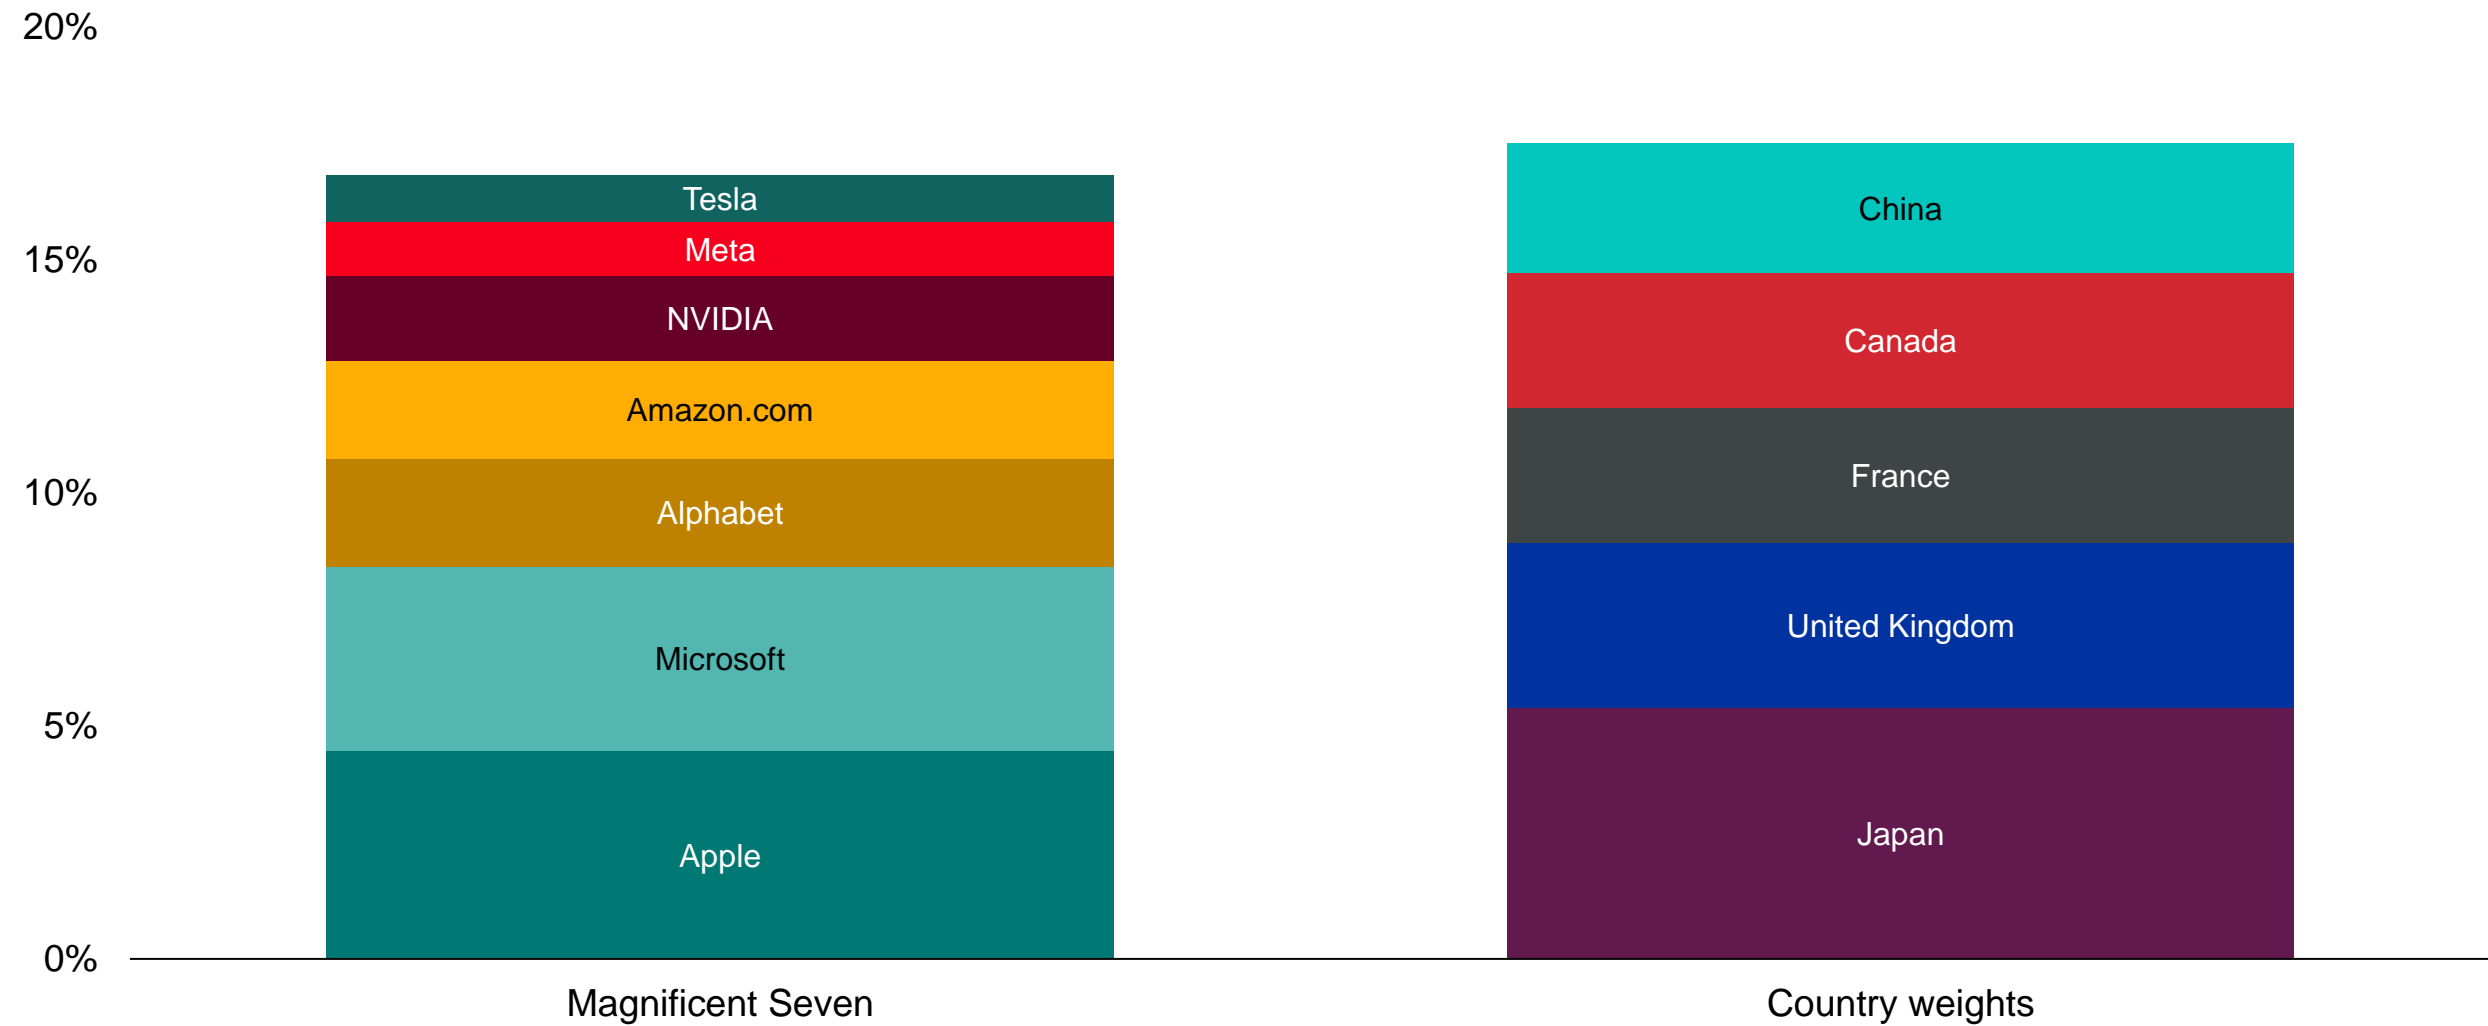 20%
15%
10%
5%
0%
Tesla
Meta
NVIDIA
Amazon.com
Alphabet
Microsoft
Apple
China
Canada
France
United Kingdom
Japan
Magnificent Seven
Country weights